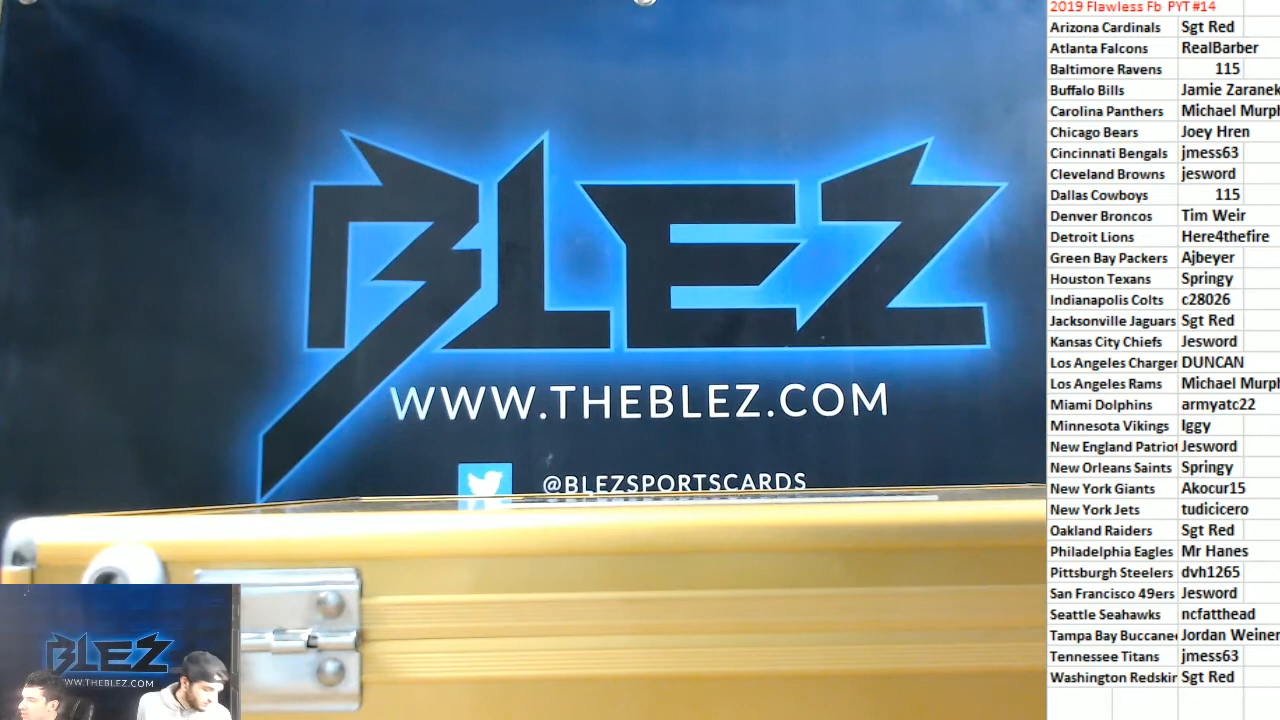 BLEZ
WWW.THEBLEZ.COM
@BLEZSPORTSCARDS
BLEZ
WWW.THEBLEZ.COM
2019 Flawless Fb PYT #14
Arizona Cardinals Sgt Red
Atlanta Falcons RealBarber
Baltimore Ravens 115
Buffalo Bills Jamie Zaranek
Carolina Panthers Michael Murph
Chicago Bears Joey Hren
Cincinnati Bengals jmess63
Cleveland Browns jesword
Dallas Cowboys 115
Denver Broncos Tim Weir
Detroit Lions Here4thefire
Green Bay Packers Ajbeyer
Houston Texans Springy
Indianapolis Colts c28026
Jacksonville Jaguars Sgt Red
Kansas City Chiefs Jesword
Los Angeles Charger DUNCAN
Los Angeles Rams Michael Murph
Miami Dolphins armyatc22
Minnesota Vikings Iggy
New England Patriot Jesword
New Orleans Saints Springy
New York Giants Akocur15
New York Jets tudicicero
Oakland Raiders Sgt Red
Philadelphia Eagles Mr Hanes
Pittsburgh Steelers dvh1265
San Francisco 49ers Jesword
Seattle Seahawks ncfatthead
Tampa Bay Buccanee Jordan Weiner
Tennessee Titans jmess63
Washington Redskin Sgt Red